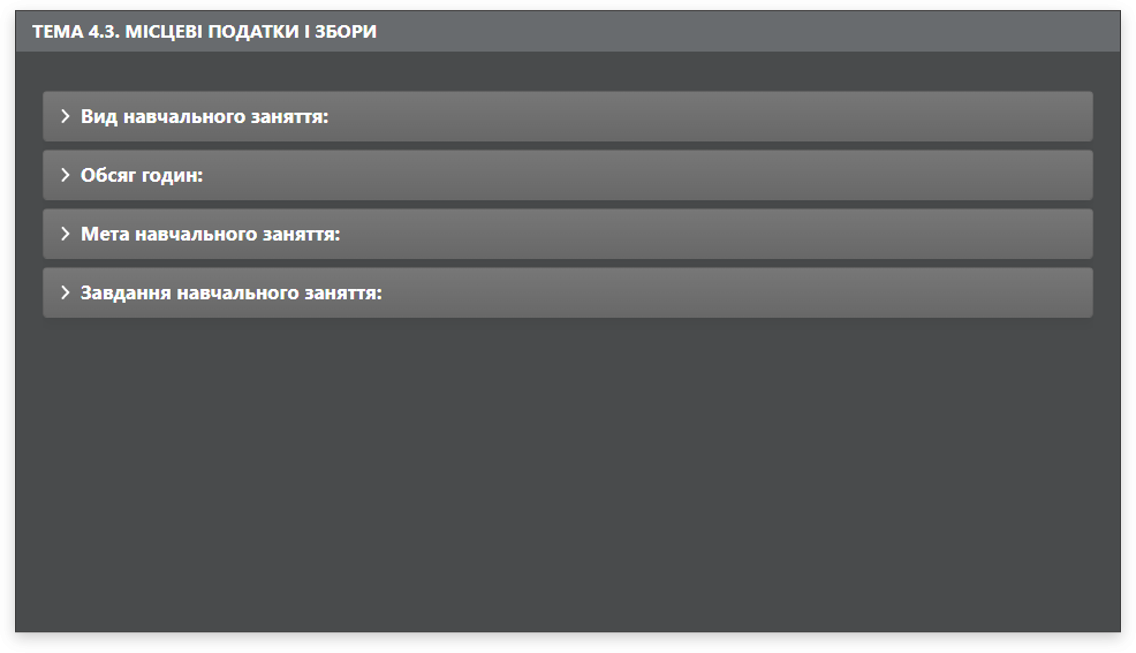 ТЕМА 4.3. МІСЦЕВІ ПОДАТКИ І ЗБОРИ
Вид навчального заняття:
Обсяг годин:
Мета навчального заняття:
Завдання навчального заняття: